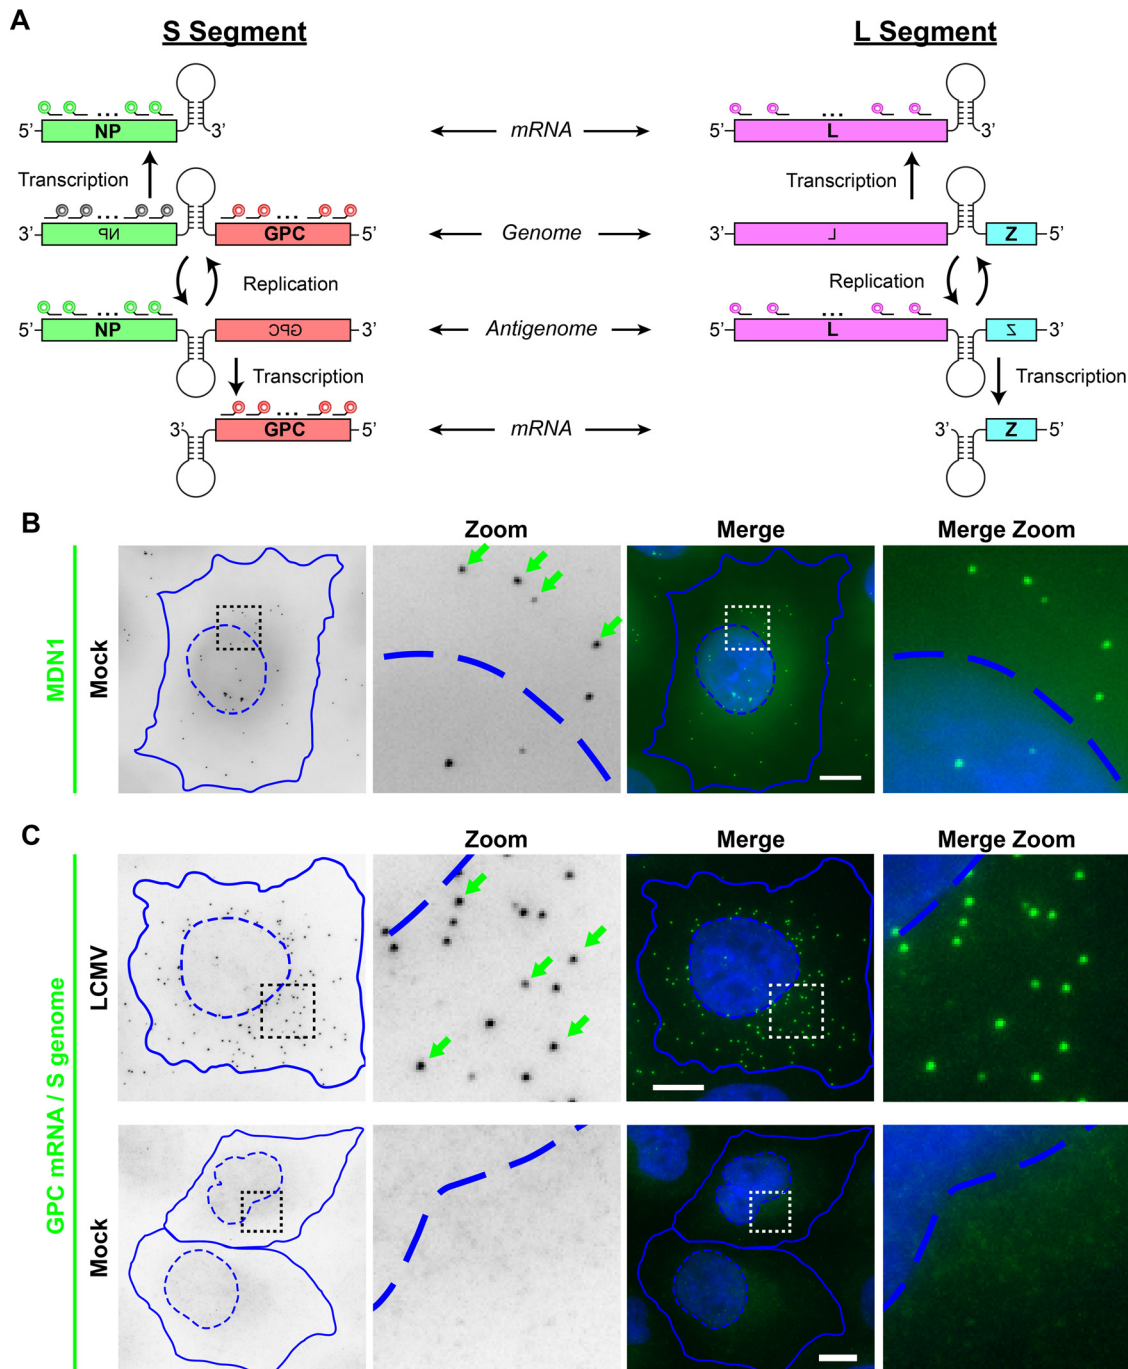 A
S Segment
L Segment
NP
5’
3’
mRNA
5’
L
3’
Transcription
Transcription
3’
NP
GPC
5’
Genome
3’
L
Z
5’
Replication
Replication
5’
NP
GPC
3’
Antigenome
5’
L
Z
3’
Transcription
Transcription
3’
GPC
5’
mRNA
3’
Z
5’
B
Zoom
Merge
Merge Zoom
MDN1
Mock
C
Zoom
Merge
Merge Zoom
GPC mRNA / S genome
LCMV
Mock